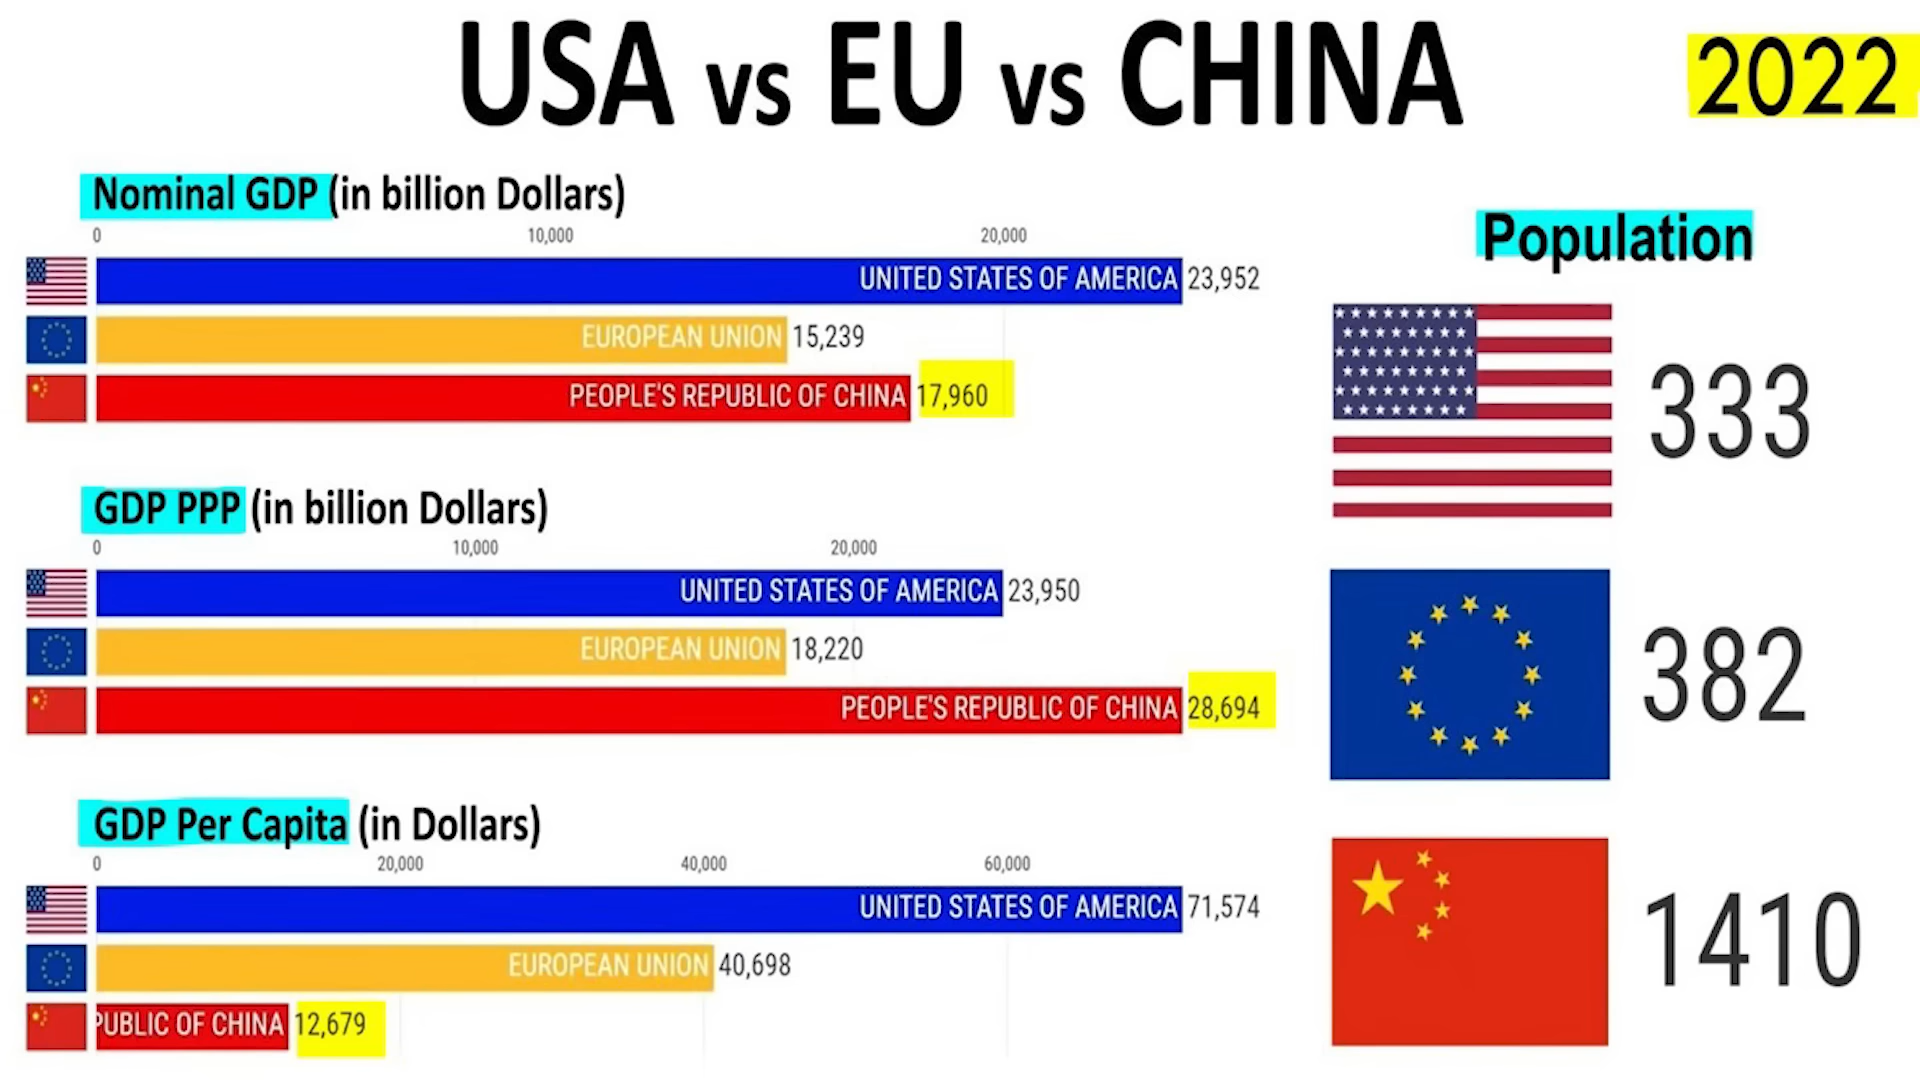 USA vs EU vs CHINA
2022
Nominal GDP (in billion Dollars)
0 10,000 20,000
UNITED STATES OF AMERICA 23,952
EUROPEAN UNION 15,239
PEOPLE'S REPUBLIC OF CHINA 17,960
GDP PPP (in billion Dollars)
0 10,000 20,000
UNITED STATES OF AMERICA 23,950
EUROPEAN UNION 18,220
PEOPLE'S REPUBLIC OF CHINA 28,694
GDP Per Capita (in Dollars)
0 20,000 40,000 60,000
UNITED STATES OF AMERICA 71,574
EUROPEAN UNION 40,698
PUBLIC OF CHINA 12,679
Population
333
382
1410